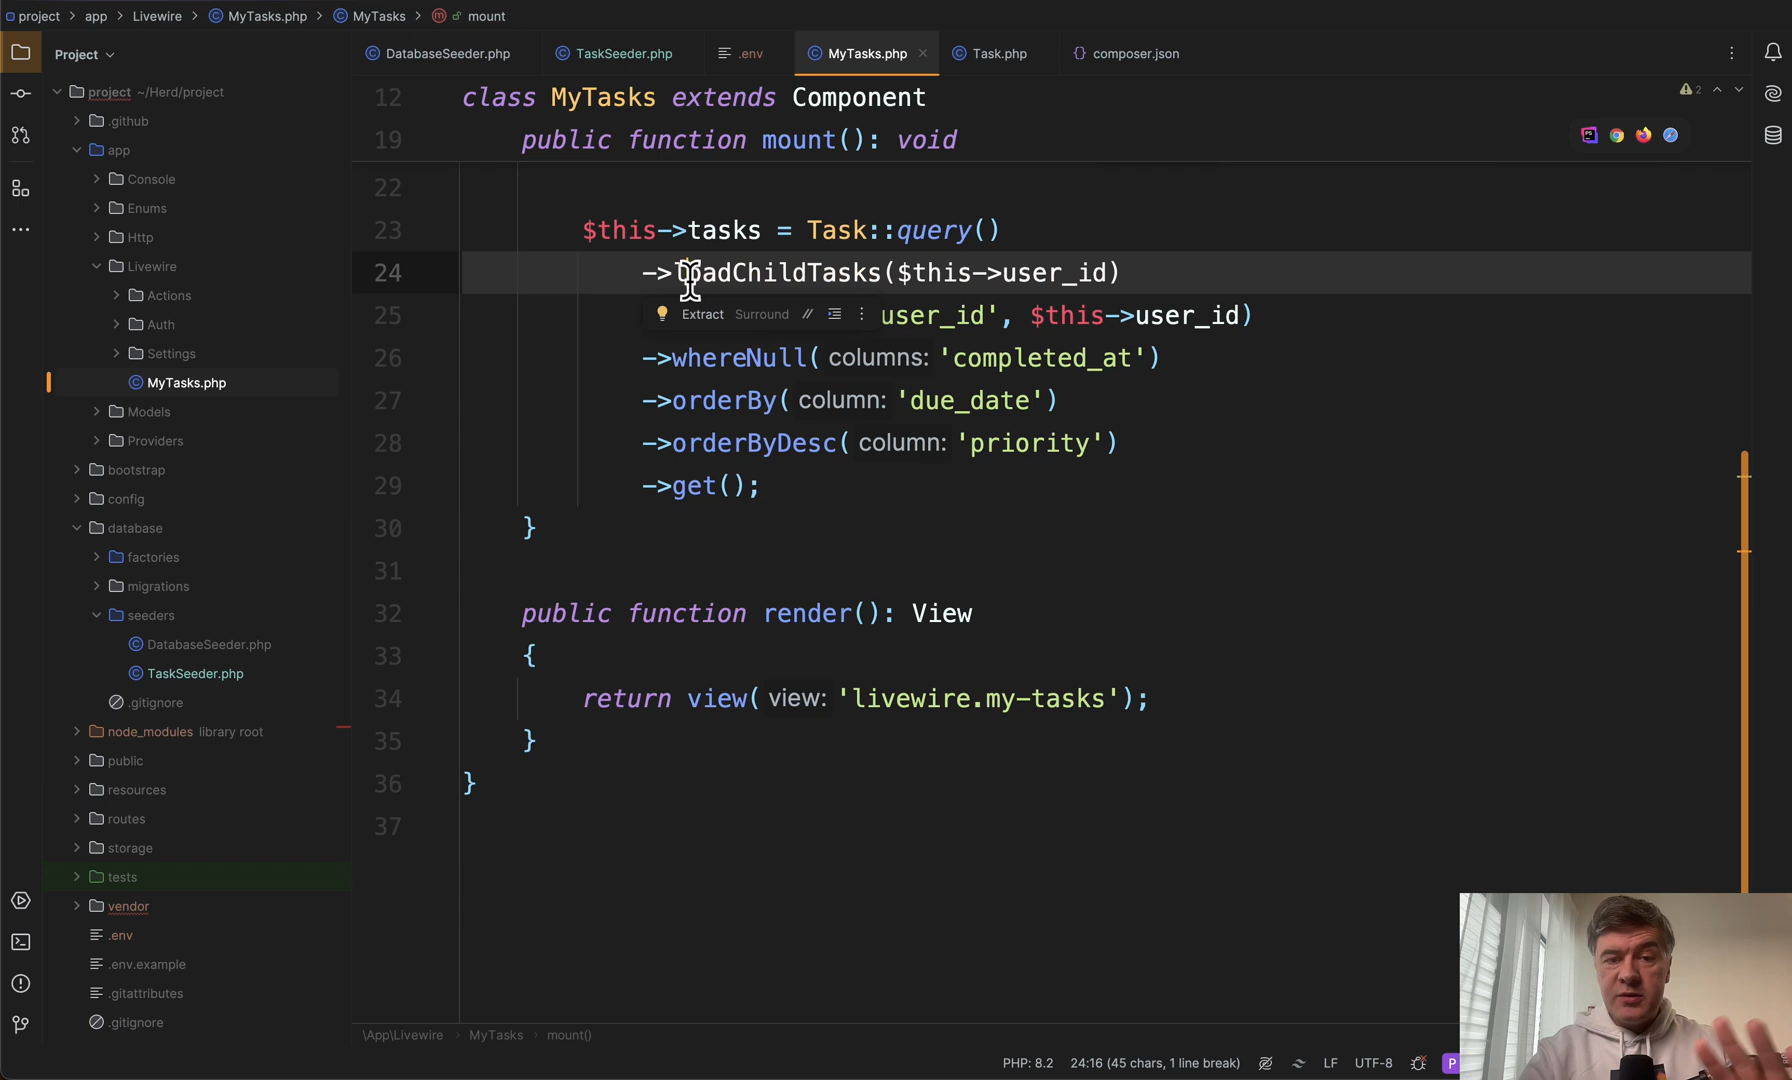 project > app > Livewire > MyTasks.php > MyTasks > mount
Project
DatabaseSeeder.php
TaskSeeder.php
.env
MyTasks.php
Task.php
composer.json
project ~/Herd/project
.github
app
Console
Enums
Http
Livewire
Actions
Auth
Settings
MyTasks.php
Models
Providers
bootstrap
config
database
factories
migrations
seeders
DatabaseSeeder.php
TaskSeeder.php
.gitignore
node_modules library root
public
resources
routes
storage
tests
vendor
.env
.env.example
.gitattributes
.gitignore
2
12 class MyTasks extends Component
19 public function mount(): void
22
23 $this->tasks = Task::query()
24 ->loadChildTasks($this->user_id)
25 user_id', $this->user_id)
Extract Surround //
26 ->whereNull( columns: 'completed_at')
27 ->orderBy( column: 'due_date')
28 ->orderByDesc( column: 'priority')
29 ->get();
30 }
31
32 public function render(): View
33 {
34 return view( view: 'livewire.my-tasks');
35 }
36 }
37
\App\Livewire > MyTasks > mount()
PHP: 8.2 24:16 (45 chars, 1 line break) LF UTF-8 P